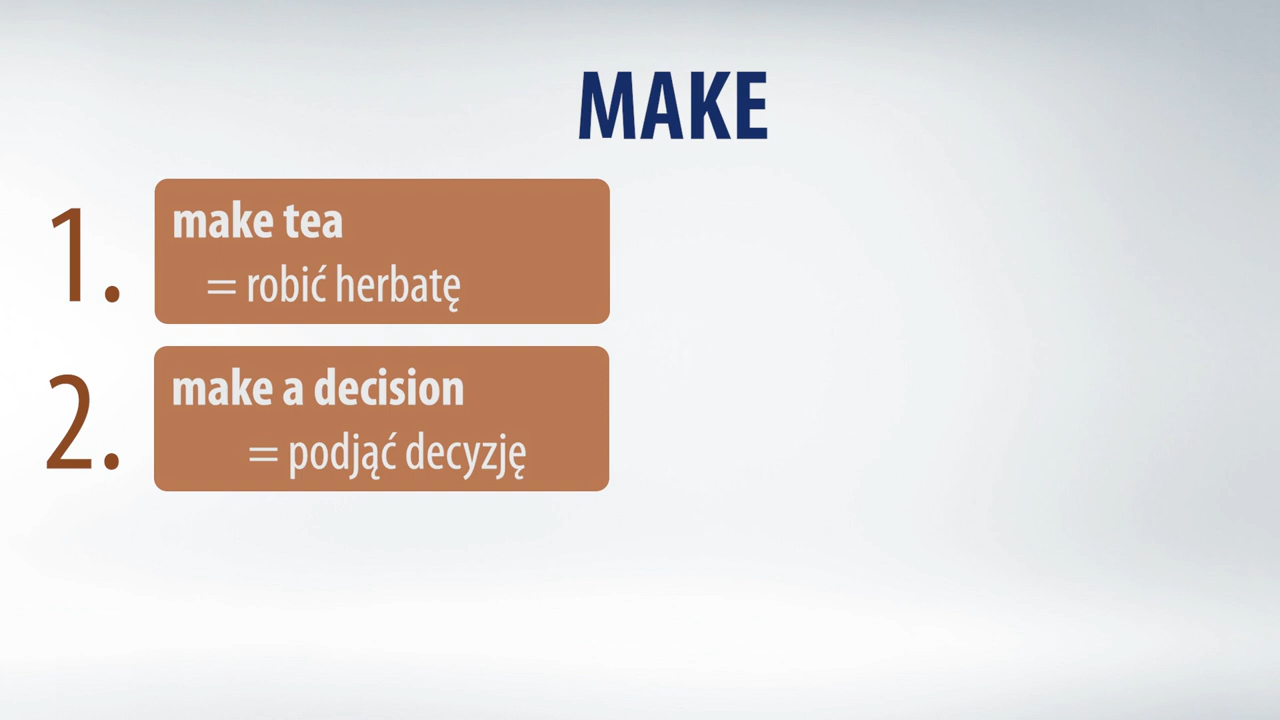 MAKE
1.
make tea
= robić herbatę
2.
make a decision
= podjąć decyzję